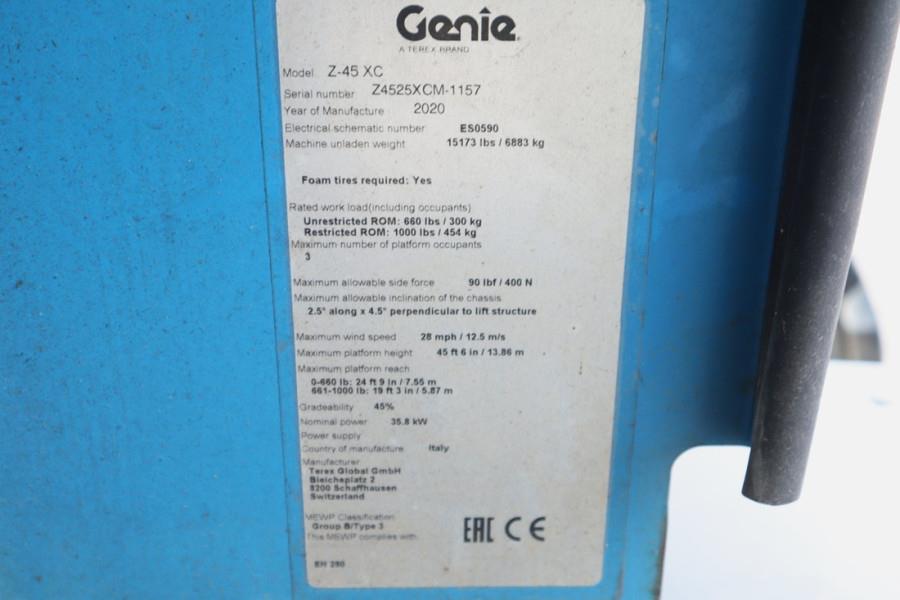 Genie
A TEREX BRAND
Model Z-45 XC
Serial number Z4525XCM-1157
Year of Manufacture 2020
Electrical schematic number ES0590
Machine unladen weight 15173 lbs / 6883 kg
Foam tires required: Yes
Rated work load(including occupants)
Unrestricted ROM: 660 lbs / 300 kg
Restricted ROM: 1000 lbs / 454 kg
Maximum number of platform occupants
3
Maximum allowable side force 90 lbf / 400 N
Maximum allowable inclination of the chassis
2.5° along x 4.5° perpendicular to lift structure
Maximum wind speed 28 mph / 12.5 m/s
Maximum platform height 45 ft 6 in / 13.86 m
Maximum platform reach
0-660 lb: 24 ft 9 in / 7.55 m
661-1000 lb: 19 ft 3 in / 5.87 m
Gradeability 45%
Nominal power 35.8 kW
Power supply
Country of manufacture Italy
Manufacturer
Terex Global GmbH
Bleicheplatz 2
8200 Schaffhausen
Switzerland
MEWP Classification
Group B/Type 3
This MEWP complies with
EAC CE
EN 280